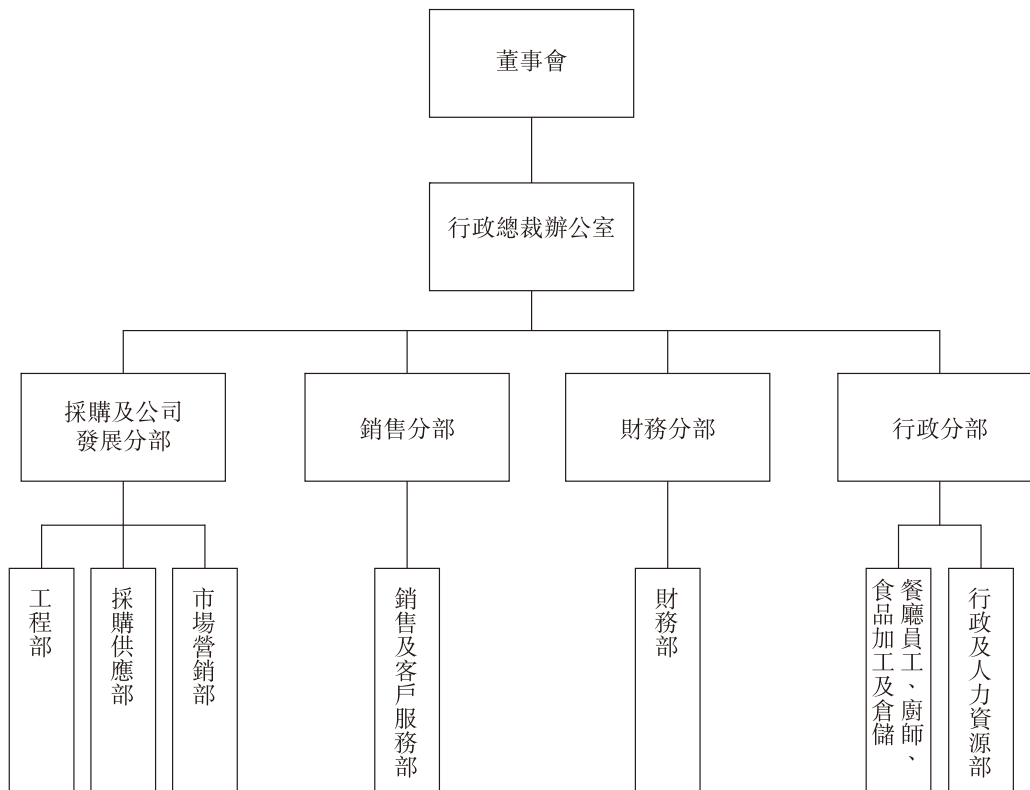 董事會
行政總裁辦公室
採購及公司
發展分部
銷售分部
財務分部
行政分部
工程部
採購供應部
市場營銷部
銷售及客戶服務部
財務部
餐廳員工、廚師、
食品加工及倉儲
行政及人力資源部